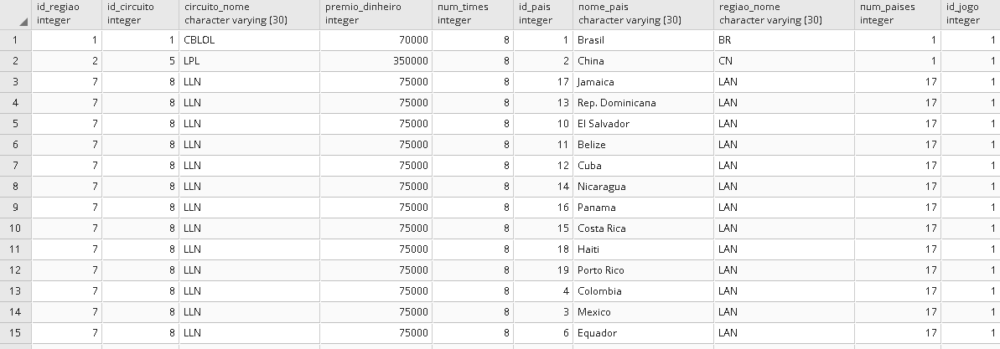 id_regiao integer id_circuito integer circuito_nome character varying (30) premio_dinheiro integer num_times integer id_pais integer nome_pais character varying (30) regiao_nome character varying (30) num_paises integer id_jogo integer
1 1 1 CBLOL 70000 8 1 Brasil BR 1 1
2 2 5 LPL 350000 8 2 China CN 1 1
3 7 8 LLN 75000 8 17 Jamaica LAN 17 1
4 7 8 LLN 75000 8 13 Rep. Dominicana LAN 17 1
5 7 8 LLN 75000 8 10 El Salvador LAN 17 1
6 7 8 LLN 75000 8 11 Belize LAN 17 1
7 7 8 LLN 75000 8 12 Cuba LAN 17 1
8 7 8 LLN 75000 8 14 Nicaragua LAN 17 1
9 7 8 LLN 75000 8 16 Panama LAN 17 1
10 7 8 LLN 75000 8 15 Costa Rica LAN 17 1
11 7 8 LLN 75000 8 18 Haiti LAN 17 1
12 7 8 LLN 75000 8 19 Porto Rico LAN 17 1
13 7 8 LLN 75000 8 4 Colombia LAN 17 1
14 7 8 LLN 75000 8 3 Mexico LAN 17 1
15 7 8 LLN 75000 8 6 Equador LAN 17 1